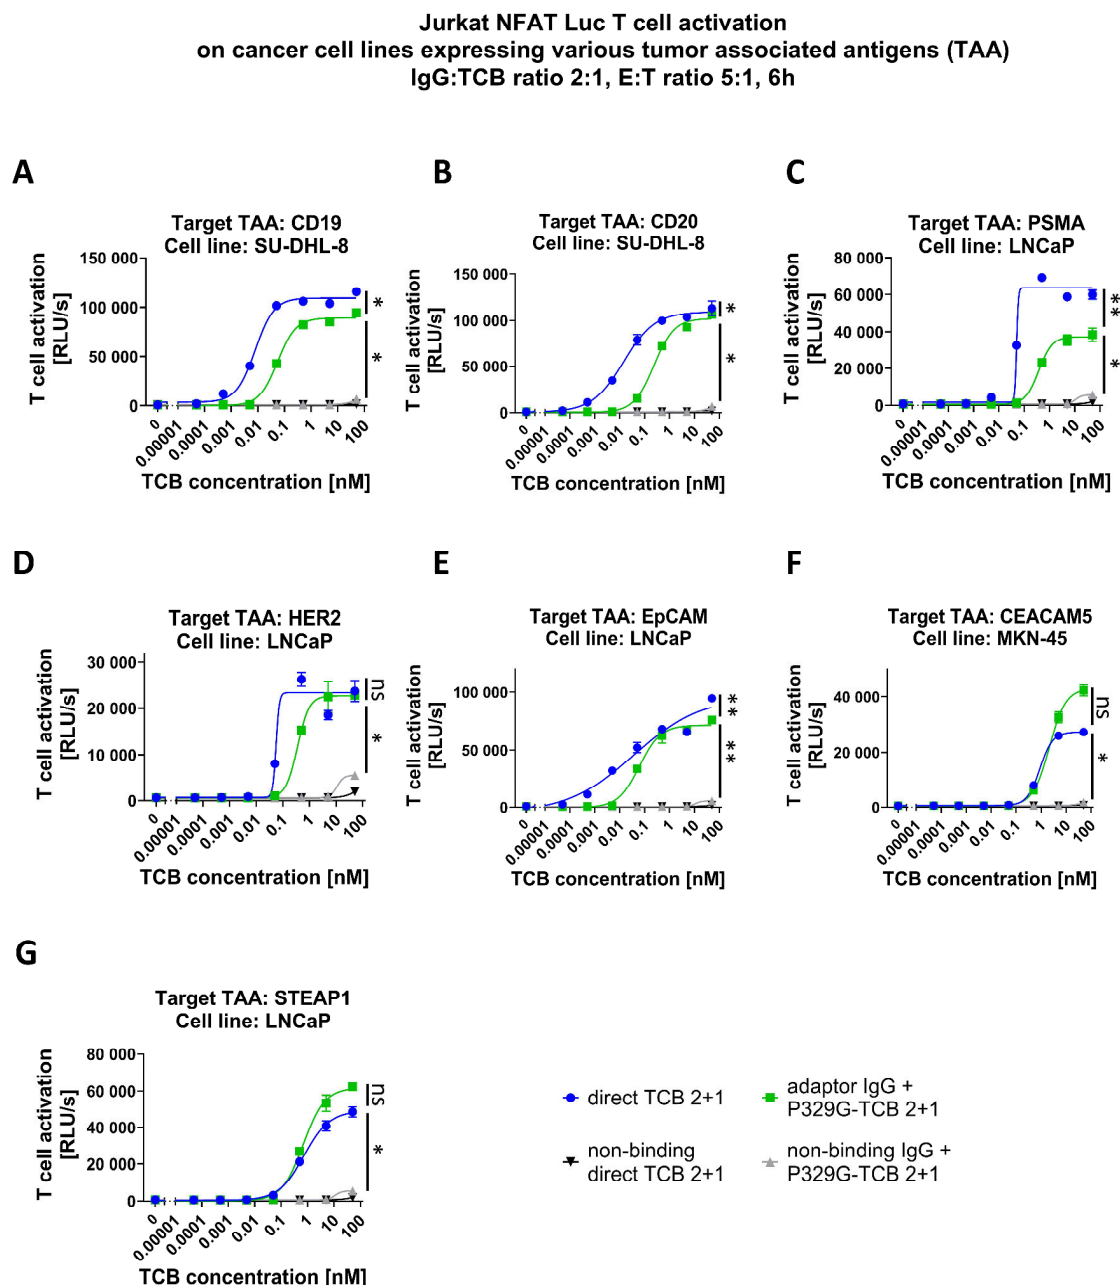 Jurkat NFAT Luc T cell activation
on cancer cell lines expressing various tumor associated antigens (TAA)
IgG:TCB ratio 2:1, E:T ratio 5:1, 6h
A
Target TAA: CD19
Cell line: SU-DHL-8
T cell activation
[RLU/s]
150 000
100 000
50 000
0
*
*
0
0.00001
0.0001
0.001
0.01
0.1
1
10
100
TCB concentration [nM]
B
Target TAA: CD20
Cell line: SU-DHL-8
T cell activation
[RLU/s]
150 000
100 000
50 000
0
*
*
0
0.00001
0.0001
0.001
0.01
0.1
1
10
100
TCB concentration [nM]
C
Target TAA: PSMA
Cell line: LNCaP
T cell activation
[RLU/s]
80 000
60 000
40 000
20 000
0
**
*
0
0.00001
0.0001
0.001
0.01
0.1
1
10
100
TCB concentration [nM]
D
Target TAA: HER2
Cell line: LNCaP
T cell activation
[RLU/s]
30 000
20 000
10 000
0
ns
*
0
0.00001
0.0001
0.001
0.01
0.1
1
10
100
TCB concentration [nM]
E
Target TAA: EpCAM
Cell line: LNCaP
T cell activation
[RLU/s]
100 000
50 000
0
**
**
0
0.00001
0.0001
0.001
0.01
0.1
1
10
100
TCB concentration [nM]
F
Target TAA: CEACAM5
Cell line: MKN-45
T cell activation
[RLU/s]
40 000
20 000
0
ns
*
0
0.00001
0.0001
0.001
0.01
0.1
1
10
100
TCB concentration [nM]
G
Target TAA: STEAP1
Cell line: LNCaP
T cell activation
[RLU/s]
80 000
60 000
40 000
20 000
0
ns
*
0
0.00001
0.0001
0.001
0.01
0.1
1
10
100
TCB concentration [nM]
direct TCB 2+1
adaptor IgG +
P329G-TCB 2+1
non-binding
direct TCB 2+1
non-binding IgG +
P329G-TCB 2+1